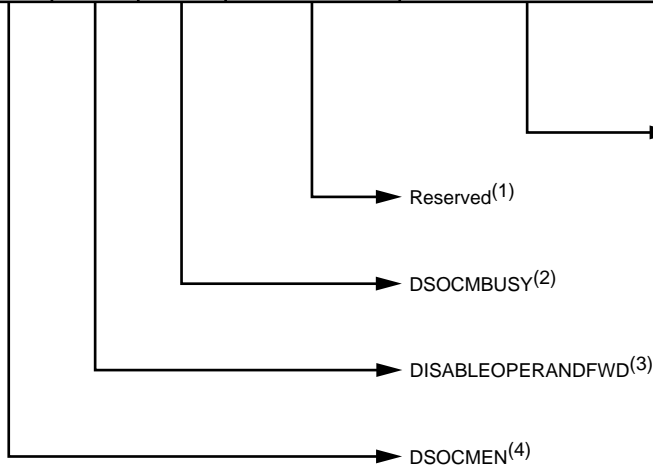 Reserved(1)
DSOCMBUSY(2)
DISABLEOPERANDFWD(3)
DSOCMEN(4)